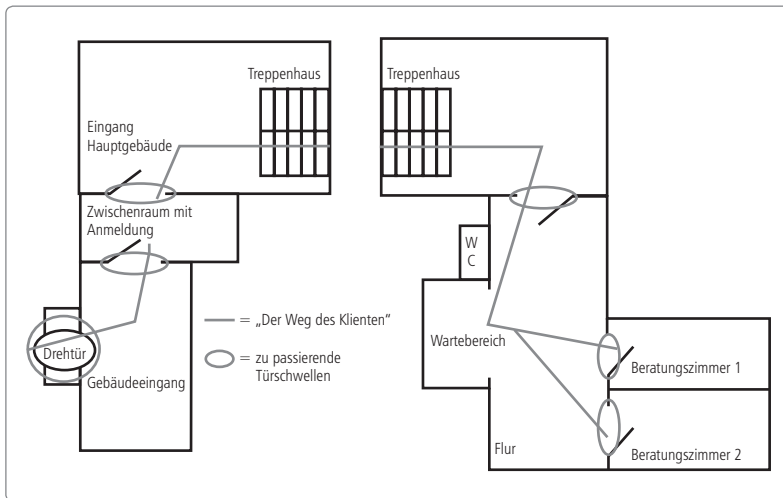 Treppenhaus
Eingang
Hauptgebäude
Zwischenraum mit
Anmeldung
Drehtür
Gebäudeeingang
= „Der Weg des Klienten"
= zu passierende
Türschwellen
Treppenhaus
W
C
Wartebereich
Beratungszimmer 1
Flur
Beratungszimmer 2